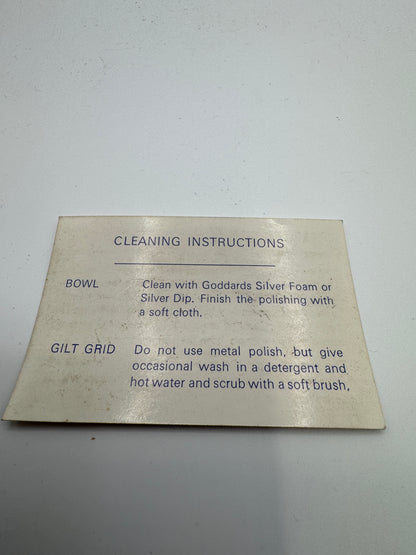 CLEANING INSTRUCTIONS
BOWL Clean with Goddards Silver Foam or
Silver Dip. Finish the polishing with
a soft cloth.
GILT GRID Do not use metal polish, but give
occasional wash in a detergent and
hot water and scrub with a soft brush,